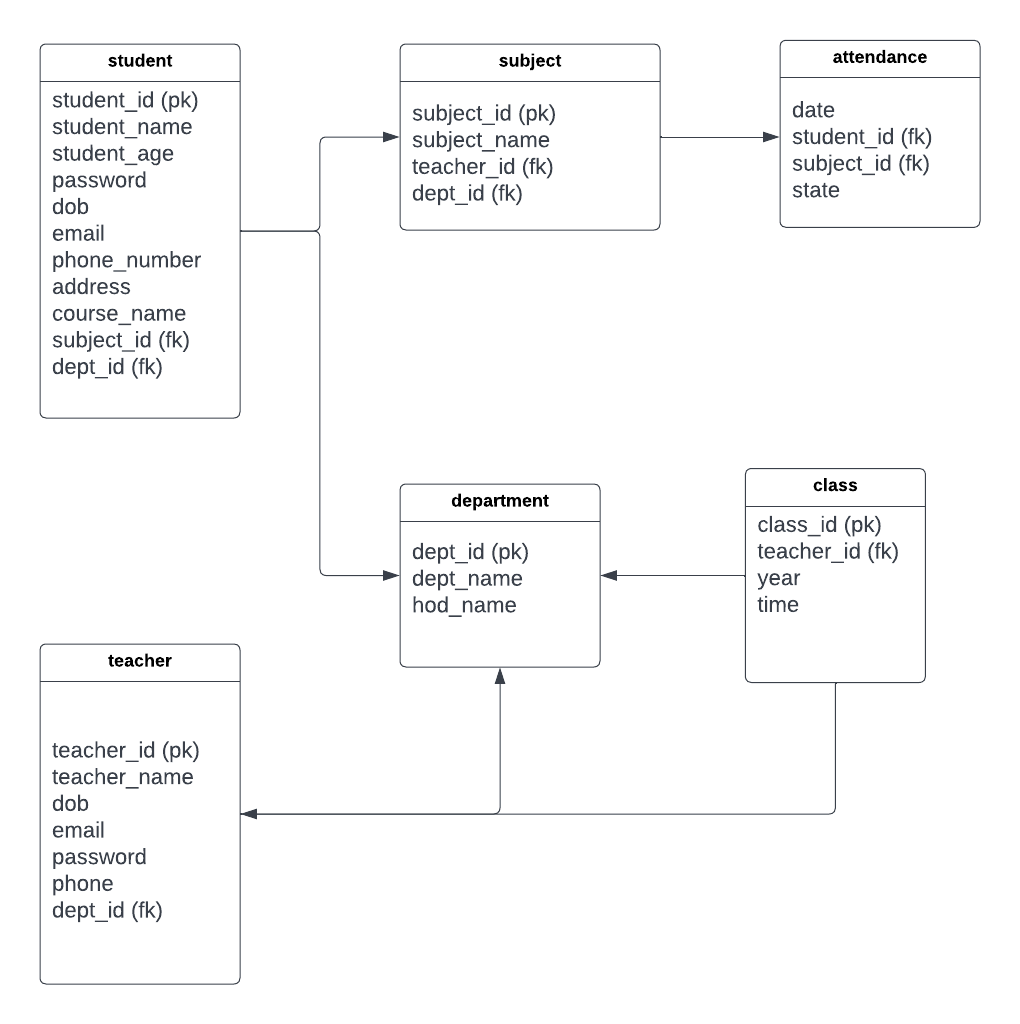 student
student_id (pk)
student_name
student_age
password
dob
email
phone_number
address
course_name
subject_id (fk)
dept_id (fk)
subject
subject_id (pk)
subject_name
teacher_id (fk)
dept_id (fk)
attendance
date
student_id (fk)
subject_id (fk)
state
department
dept_id (pk)
dept_name
hod_name
class
class_id (pk)
teacher_id (fk)
year
time
teacher
teacher_id (pk)
teacher_name
dob
email
password
phone
dept_id (fk)